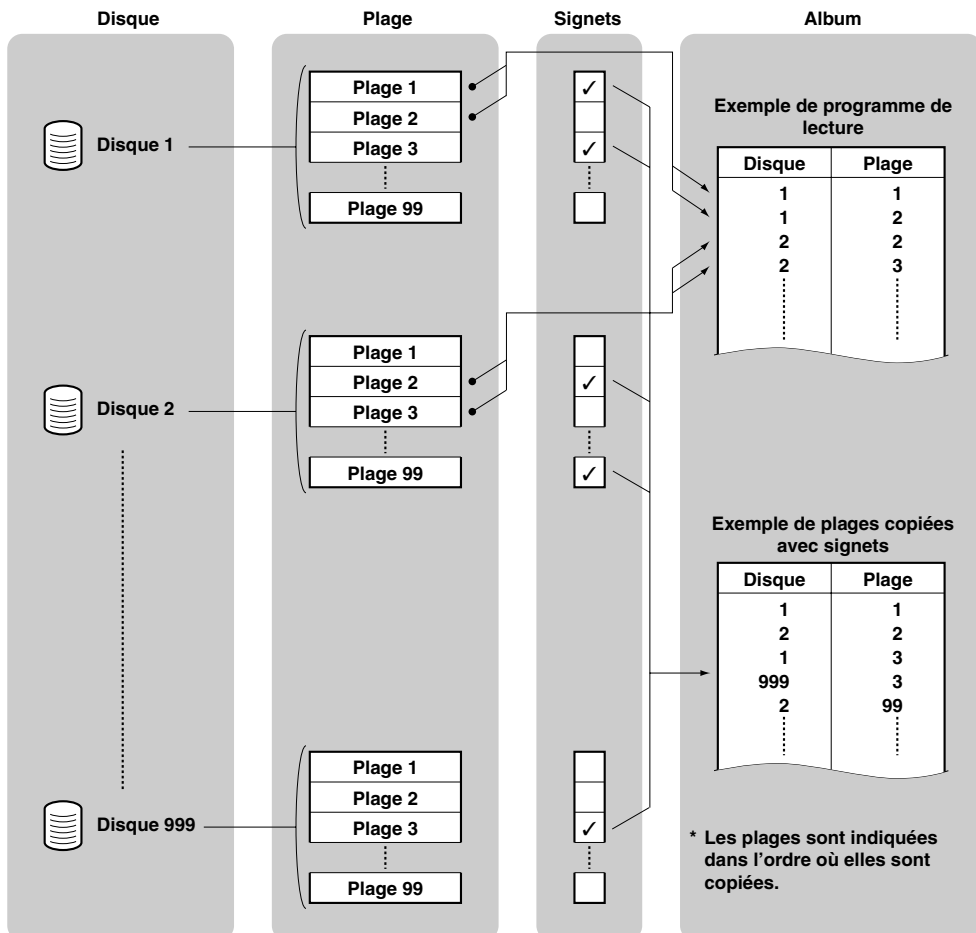 Disque
Plage
Signets
Album
Disque 1
Plage 1 ✓
Plage 2
Plage 3 ✓
Plage 99
Exemple de programme de
lecture
Disque Plage
1 1
1 2
2 2
2 3
Disque 2
Plage 1
Plage 2 ✓
Plage 3
Plage 99 ✓
Exemple de plages copiées
avec signets
Disque Plage
1 1
2 2
1 3
999 3
2 99
Disque 999
Plage 1
Plage 2
Plage 3 ✓
Plage 99
* Les plages sont indiquées
dans l'ordre où elles sont
copiées.